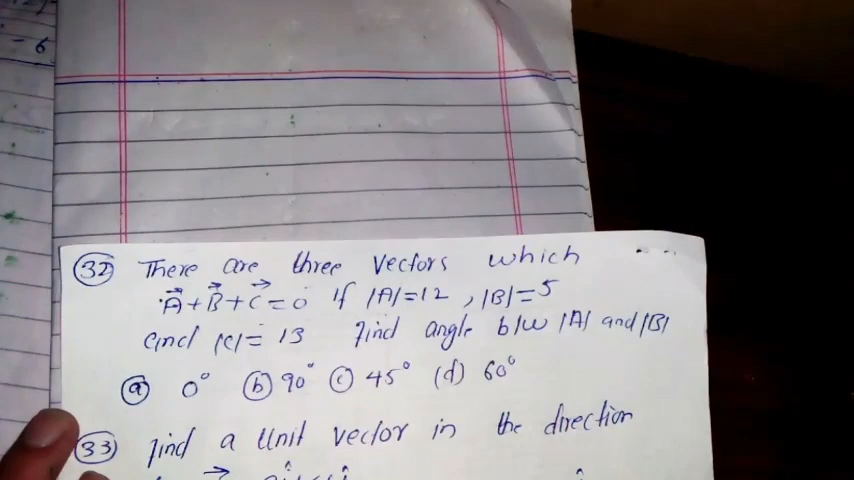 - 6
(32) There are three vectors which
A⃗ + B⃗ + C⃗ = 0 If |A|=12 , |B|=5
and |C| = 13 find angle b/w |A| and |B|
(a) 0° (b) 90° (c) 45° (d) 60°
(33) find a Unit vector in the direction